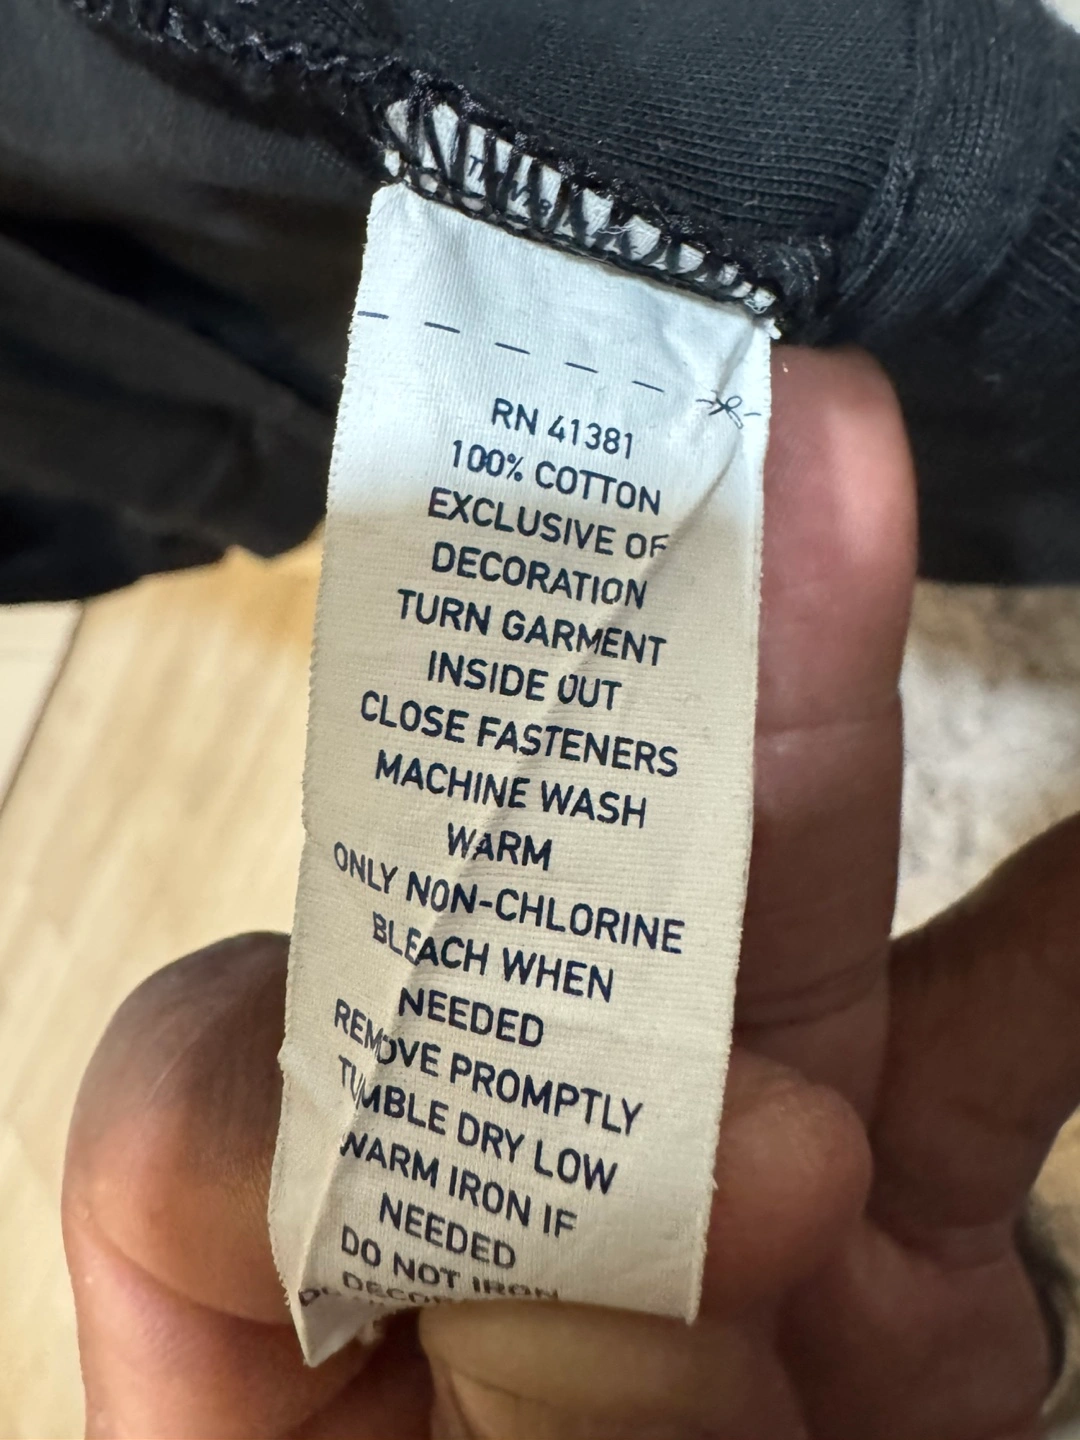 RN 41381
100% COTTON
EXCLUSIVE OF
DECORATION
TURN GARMENT
INSIDE OUT
CLOSE FASTENERS
MACHINE WASH
WARM
ONLY NON-CHLORINE
BLEACH WHEN
NEEDED
REMOVE PROMPTLY
TUMBLE DRY LOW
WARM IRON IF
NEEDED
DO NOT IRON